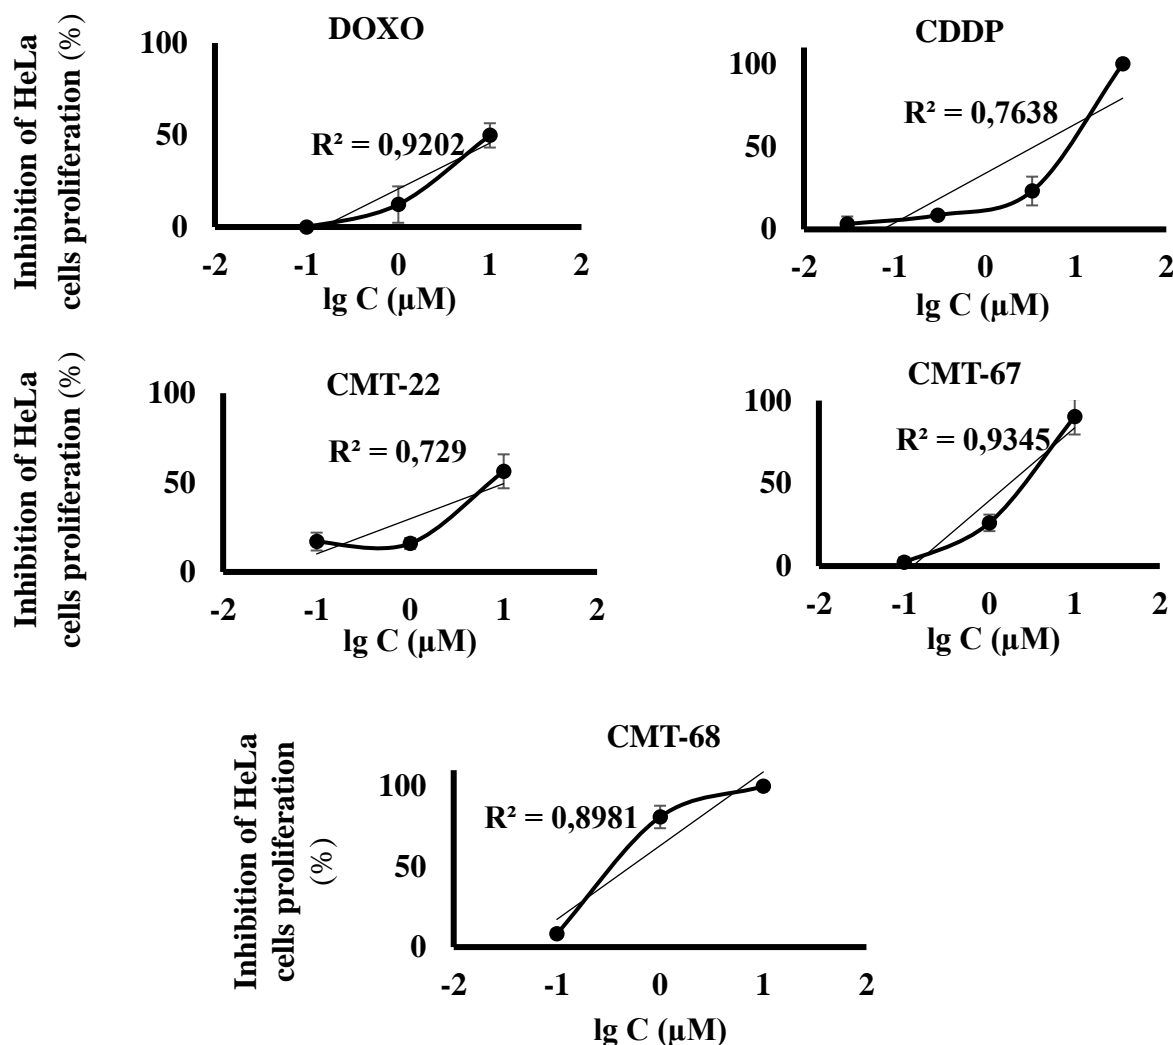 Inhibition of HeLa
cells proliferation (%)
DOXO
100
50
0
R² = 0,9202
-2 -1 0 1 2
lg C (µM)
CDDP
100
50
0
R² = 0,7638
-2 -1 0 1 2
lg C (µM)
Inhibition of HeLa
cells proliferation (%)
CMT-22
100
50
0
R² = 0,729
-2 -1 0 1 2
lg C (µM)
CMT-67
100
50
0
R² = 0,9345
-2 -1 0 1 2
lg C (µM)
Inhibition of HeLa
cells proliferation
(%)
CMT-68
100
50
0
R² = 0,8981
-2 -1 0 1 2
lg C (µM)